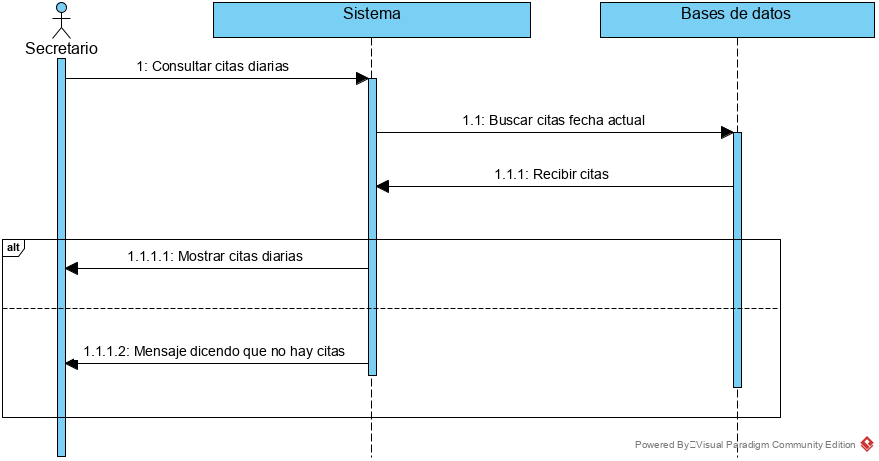 Sistema
Bases de datos
Secretario
1: Consultar citas diarias
1.1: Buscar citas fecha actual
1.1.1: Recibir citas
alt
1.1.1.1: Mostrar citas diarias
1.1.1.2: Mensaje dicendo que no hay citas
Powered By Visual Paradigm Community Edition